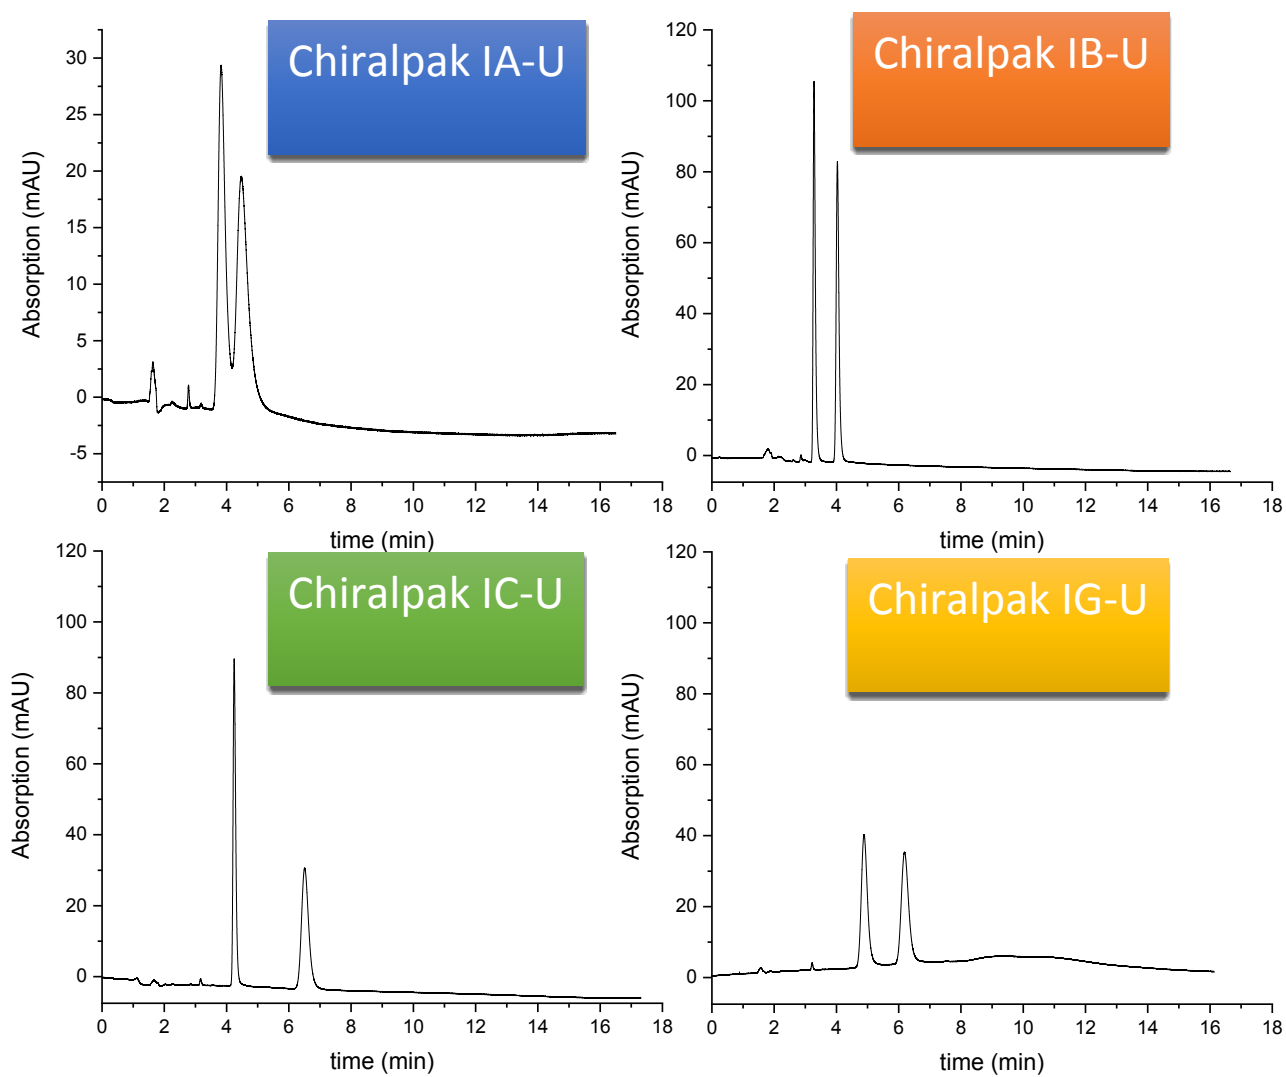 Chiralpak IA-U
Absorption (mAU)
30
25
20
15
10
5
0
-5
0 2 4 6 8 10 12 14 16 18
time (min)
Chiralpak IB-U
Absorption (mAU)
120
100
80
60
40
20
0
0 2 4 6 8 10 12 14 16 18
time (min)
Chiralpak IC-U
Absorption (mAU)
120
100
80
60
40
20
0
0 2 4 6 8 10 12 14 16 18
time (min)
Chiralpak IG-U
Absorption (mAU)
120
100
80
60
40
20
0
0 2 4 6 8 10 12 14 16 18
time (min)